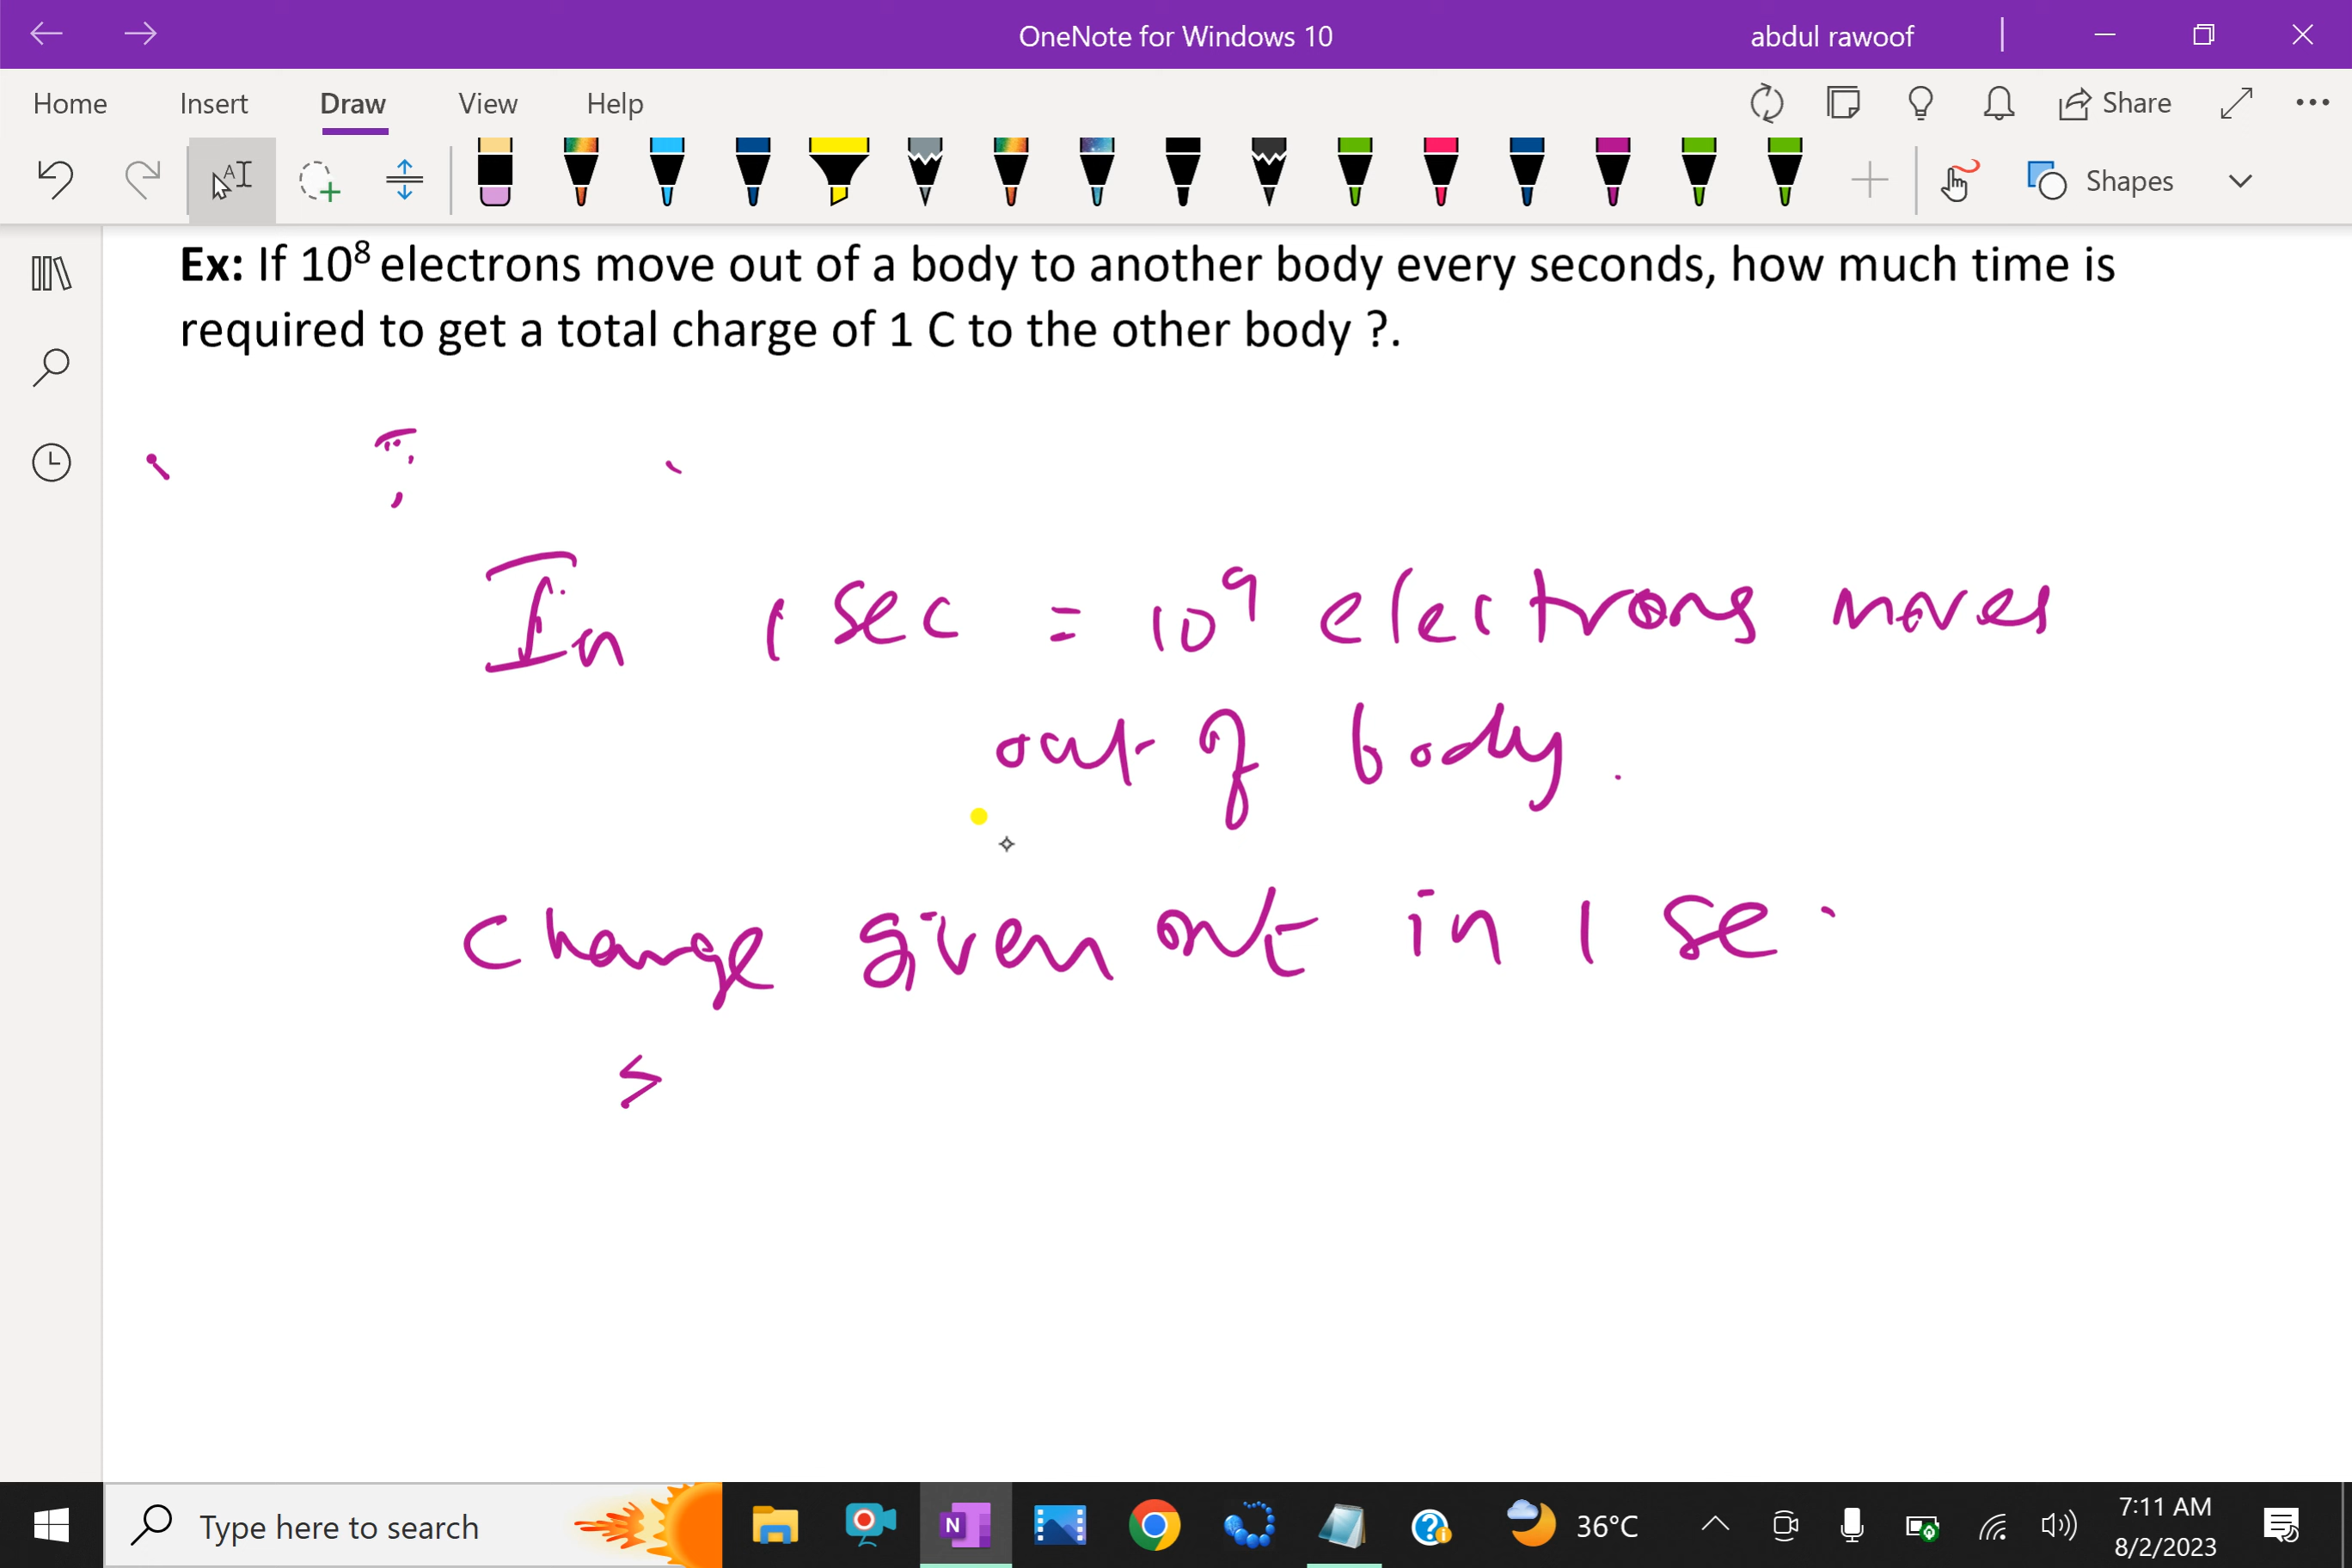 OneNote for Windows 10
abdul rawoof
Home Insert Draw View Help
Share
Shapes
Ex: If 10⁸ electrons move out of a body to another body every seconds, how much time is
required to get a total charge of 1 C to the other body ?.
In 1 sec = 10⁹ electrons moves
out of body.
charge given out in 1 se
Type here to search
36°C
7:11 AM
8/2/2023